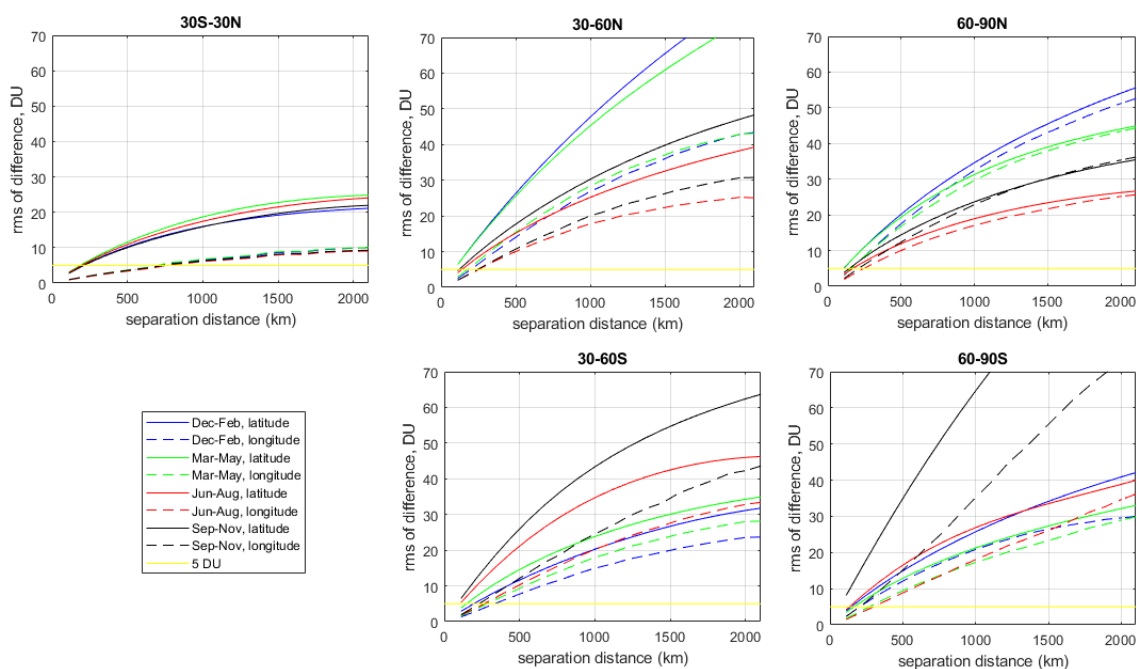 30S-30N
rms of difference, DU
70
60
50
40
30
20
10
0
0 500 1000 1500 2000
separation distance (km)
30-60N
rms of difference, DU
70
60
50
40
30
20
10
0
0 500 1000 1500 2000
separation distance (km)
60-90N
rms of difference, DU
70
60
50
40
30
20
10
0
0 500 1000 1500 2000
separation distance (km)
Dec-Feb, latitude
Dec-Feb, longitude
Mar-May, latitude
Mar-May, longitude
Jun-Aug, latitude
Jun-Aug, longitude
Sep-Nov, latitude
Sep-Nov, longitude
5 DU
30-60S
rms of difference, DU
70
60
50
40
30
20
10
0
0 500 1000 1500 2000
separation distance (km)
60-90S
rms of difference, DU
70
60
50
40
30
20
10
0
0 500 1000 1500 2000
separation distance (km)